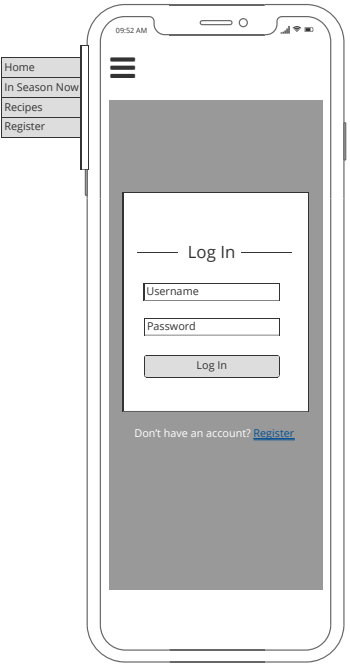 09:52 AM
Home
In Season Now
Recipes
Register
Log In
Username
Password
Log In
Don't have an account? Register